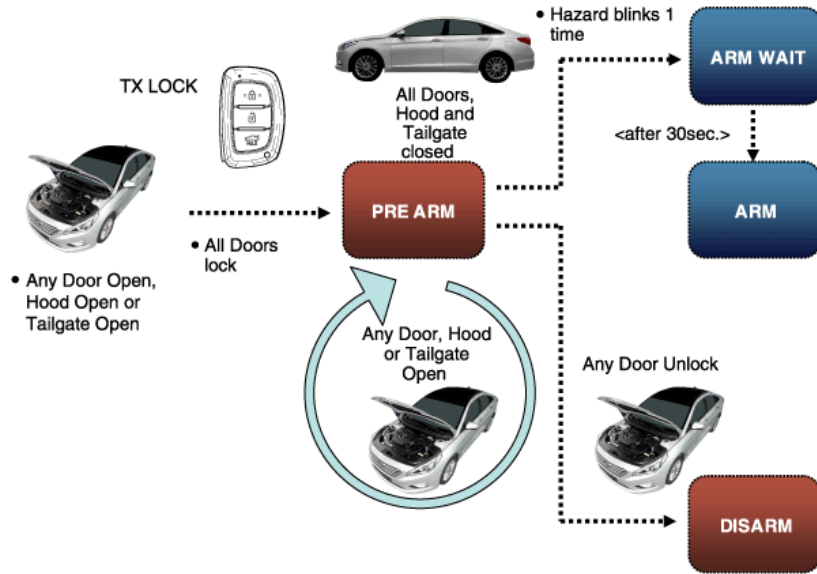 • Hazard blinks 1
time
ARM WAIT
TX LOCK
All Doors,
Hood and
Tailgate
closed
<after 30sec.>
PRE ARM
ARM
• All Doors
lock
• Any Door Open,
Hood Open or
Tailgate Open
Any Door, Hood
or Tailgate
Open
Any Door Unlock
DISARM